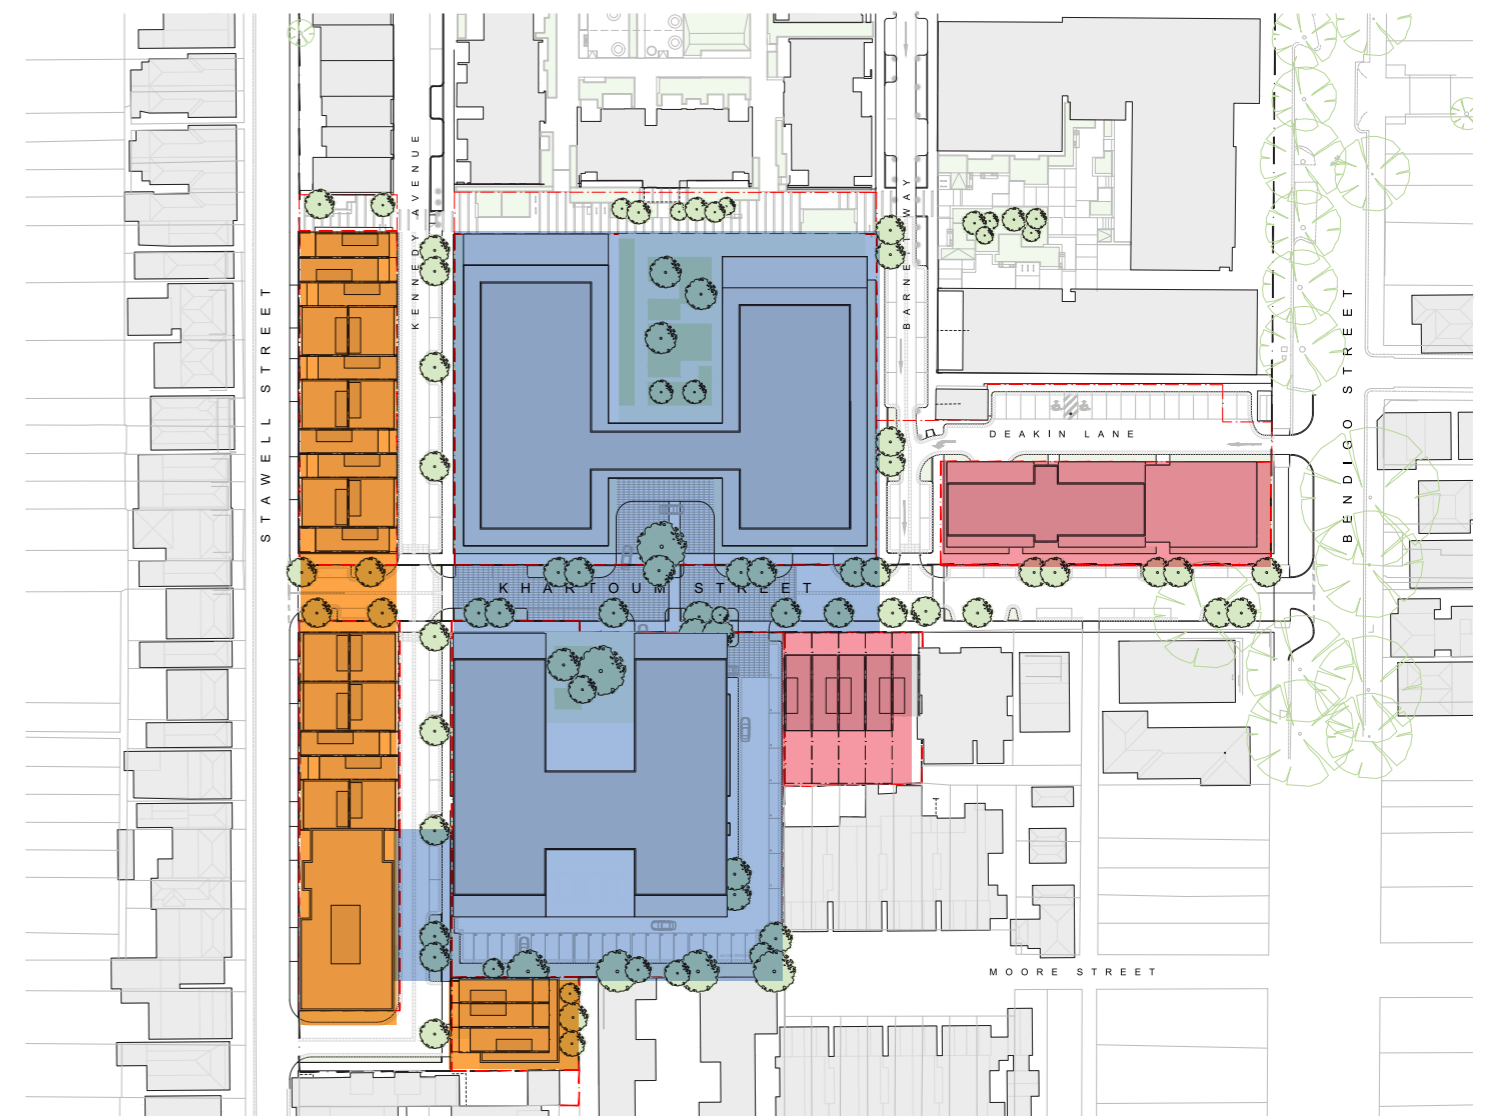 KENNEDY AVENUE
BARNET WAY
STAWELL STREET
BENDIGO STREET
DEAKIN LANE
KHARTOUM STREET
MOORE STREET